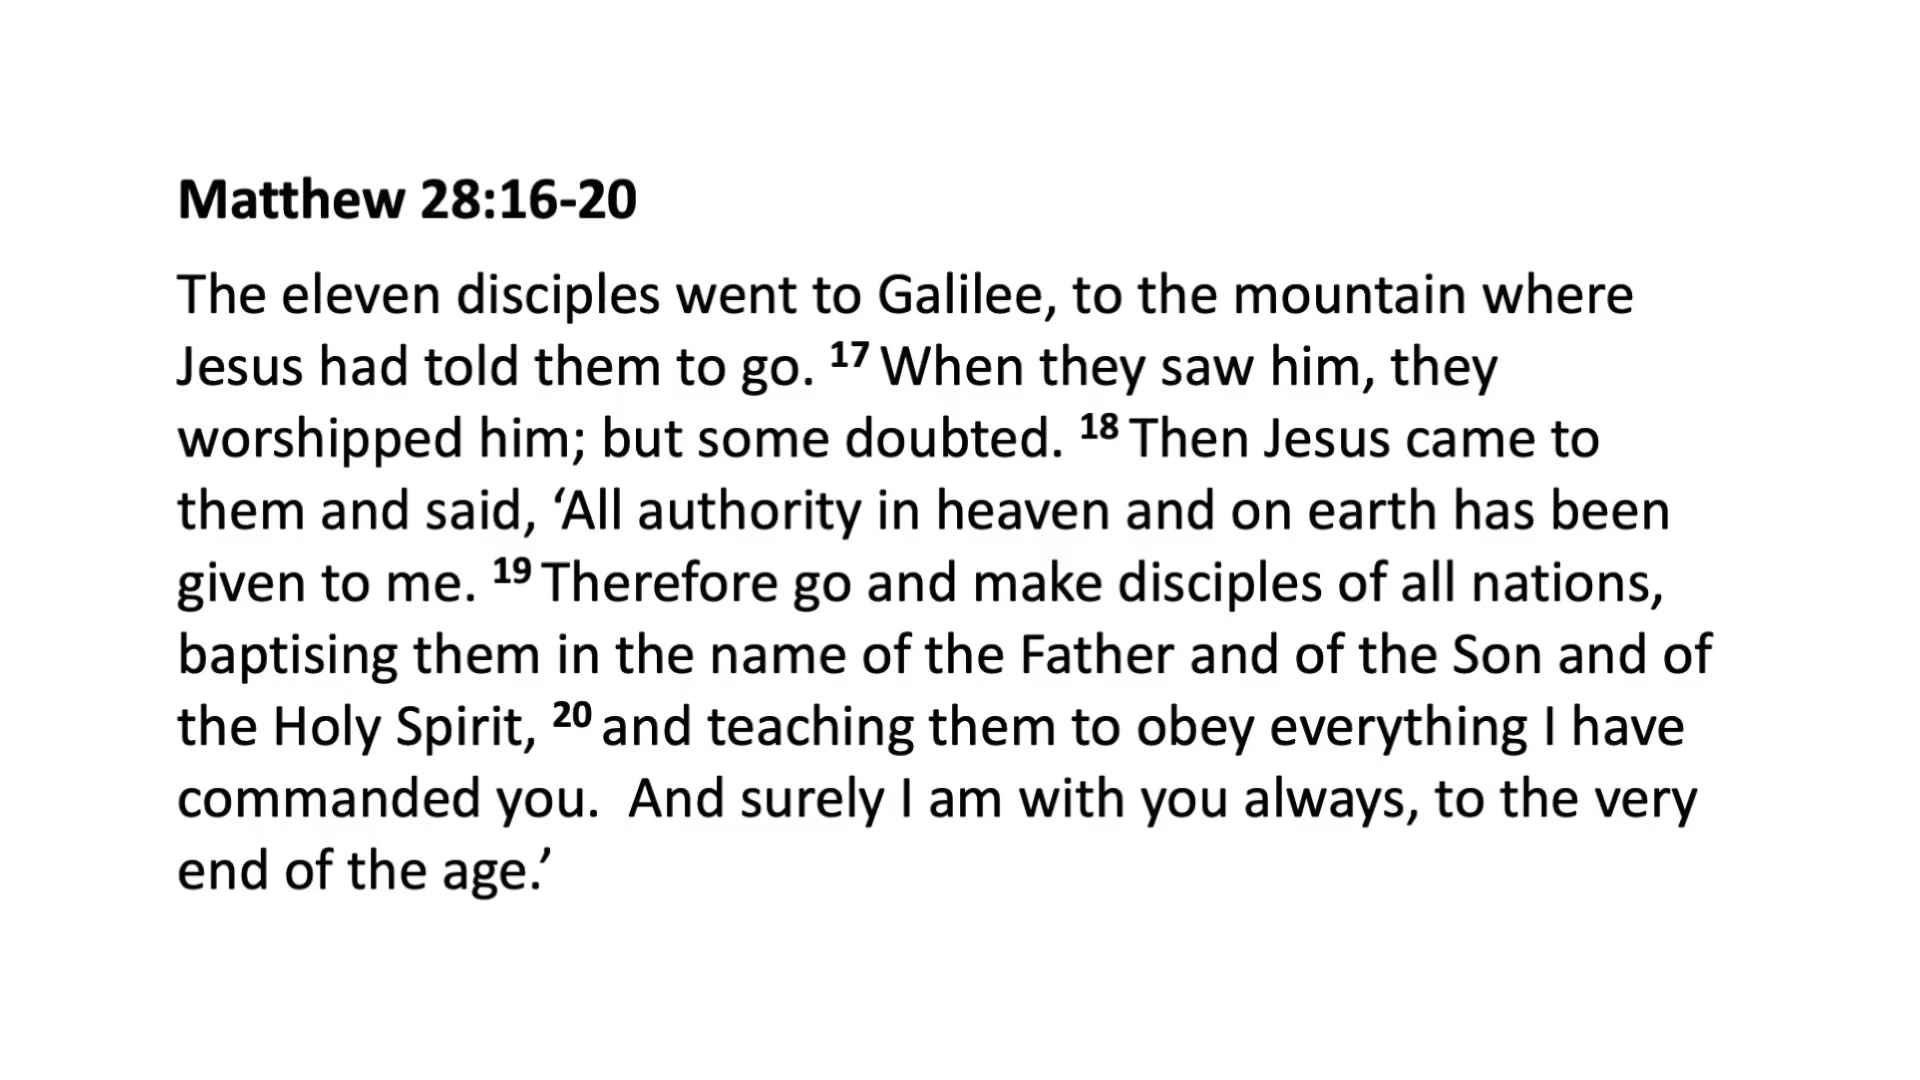 Matthew 28:16-20
The eleven disciples went to Galilee, to the mountain where
Jesus had told them to go. 17 When they saw him, they
worshipped him; but some doubted. 18 Then Jesus came to
them and said, ‘All authority in heaven and on earth has been
given to me. 19 Therefore go and make disciples of all nations,
baptising them in the name of the Father and of the Son and of
the Holy Spirit, 20 and teaching them to obey everything I have
commanded you.  And surely I am with you always, to the very
end of the age.’